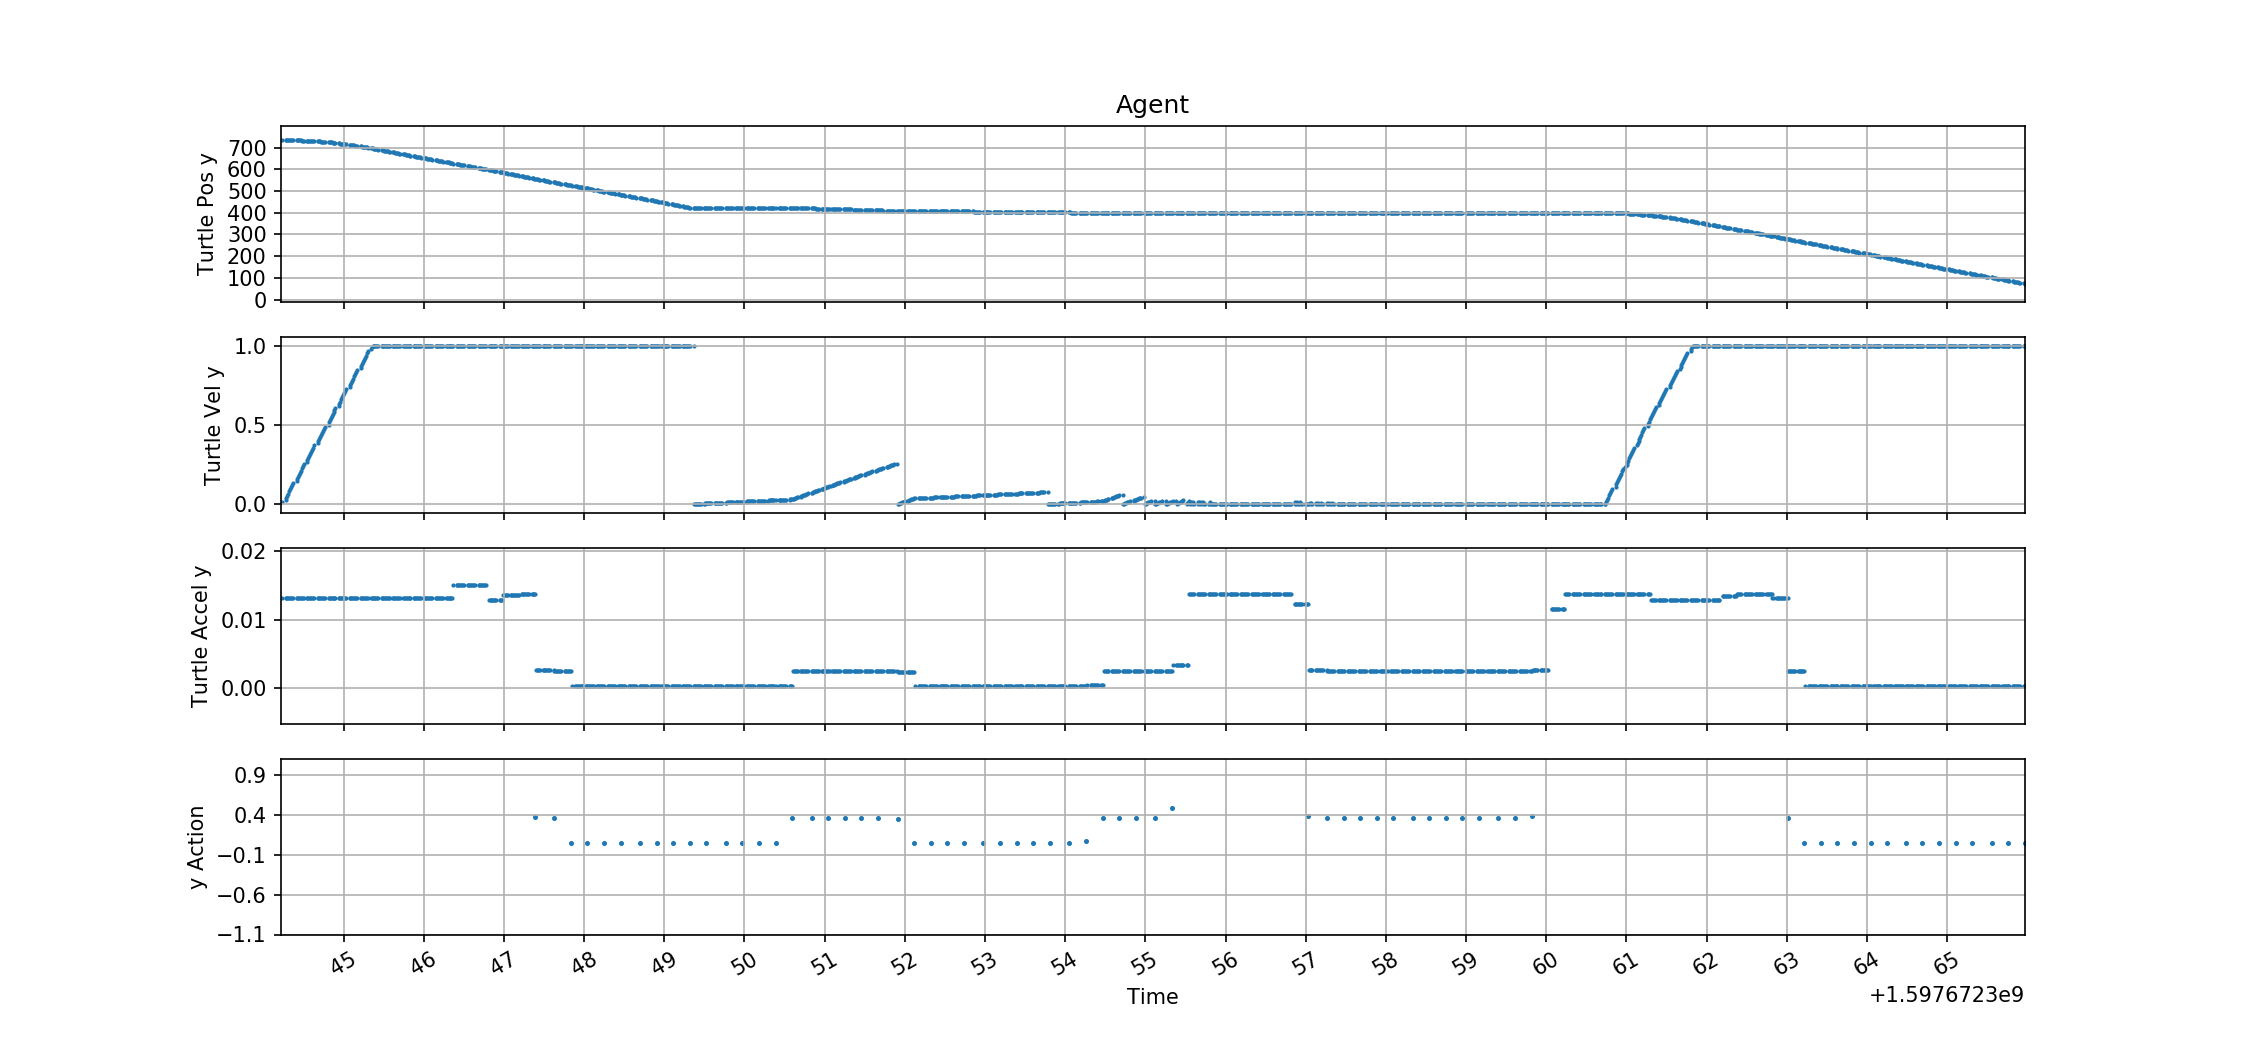 Agent
Turtle Pos y
700
600
500
400
300
200
100
0
Turtle Vel y
1.0
0.5
0.0
Turtle Accel y
0.02
0.01
0.00
y Action
0.9
0.4
−0.1
−0.6
−1.1
45 46 47 48 49 50 51 52 53 54 55 56 57 58 59 60 61 62 63 64 65
Time
+1.5976723e9